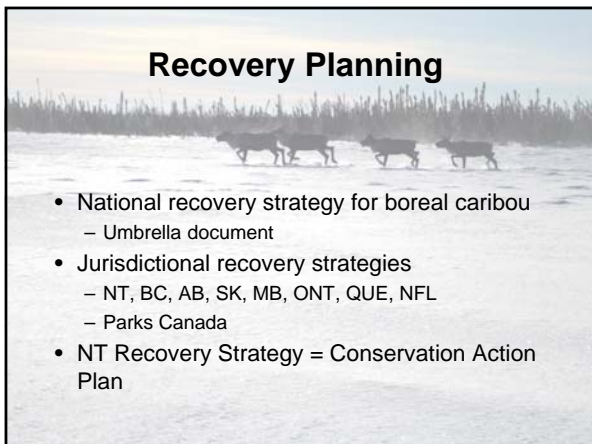 Recovery Planning
• National recovery strategy for boreal caribou
– Umbrella document
• Jurisdictional recovery strategies
– NT, BC, AB, SK, MB, ONT, QUE, NFL
– Parks Canada
• NT Recovery Strategy = Conservation Action
Plan